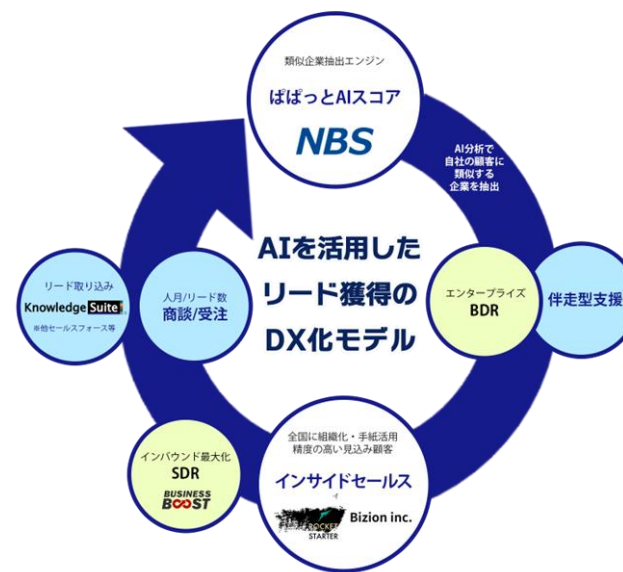 類似企業抽出エンジン
ぱぱっとAIスコア
NBS
AI分析で
自社の顧客に
類似する
企業を抽出
AIを活用した
リード獲得の
DX化モデル
リード取り込み
Knowledge Suite
※他セールスフォース等
人月/リード数
商談/受注
エンタープライズ
BDR
伴走型支援
インバウンド最大化
SDR
BUSINESS
BOOST
全国に組織化・手紙活用
精度の高い見込み顧客
インサイドセールス
ROCKET
STARTER
Bizion inc.